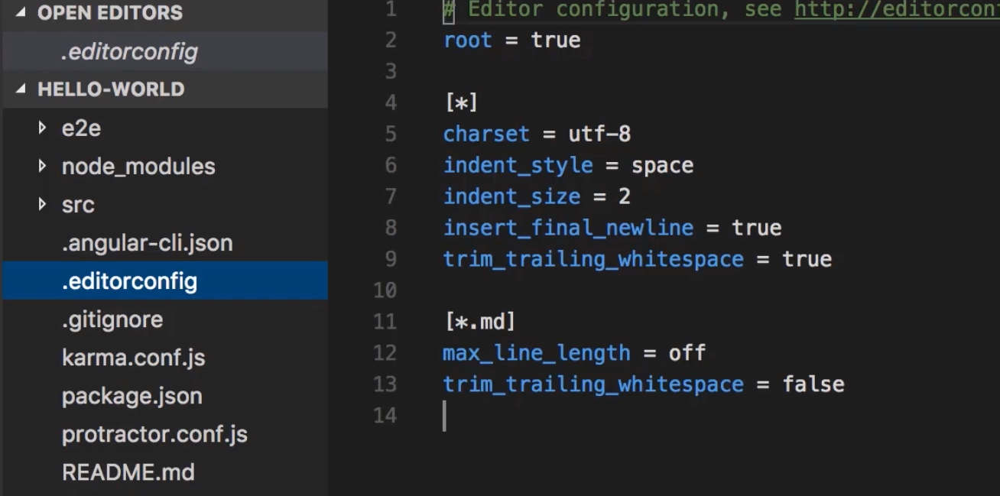 OPEN EDITORS
.editorconfig
HELLO-WORLD
e2e
node_modules
src
.angular-cli.json
.editorconfig
.gitignore
karma.conf.js
package.json
protractor.conf.js
README.md
1 # Editor configuration, see
2 root = true
3
4 [*]
5 charset = utf-8
6 indent_style = space
7 indent_size = 2
8 insert_final_newline = true
9 trim_trailing_whitespace = true
10
11 [*.md]
12 max_line_length = off
13 trim_trailing_whitespace = false
14